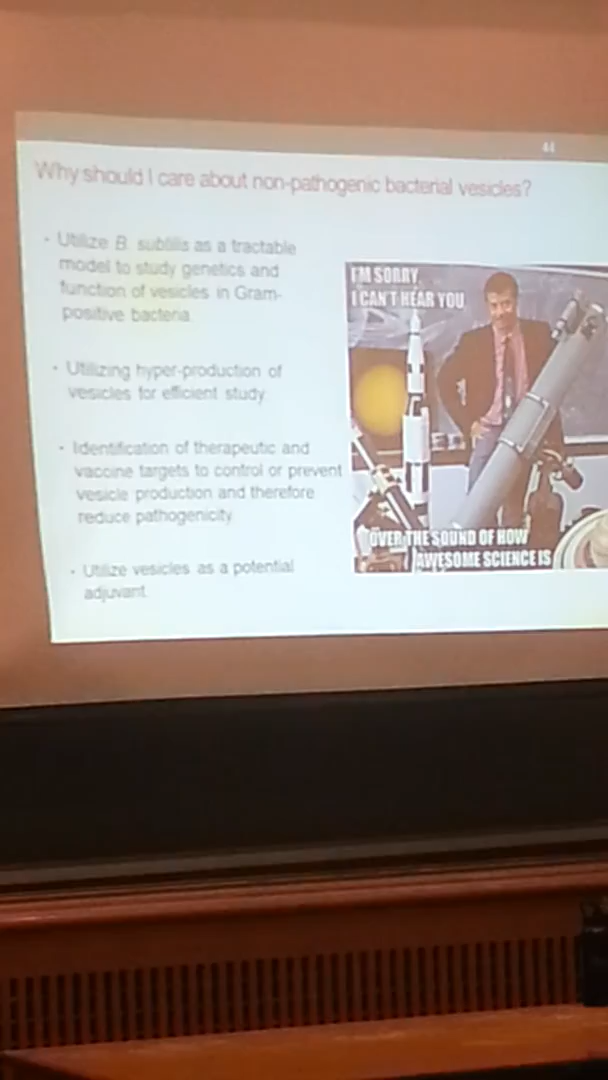 44
Why should I care about non-pathogenic bacterial vesicles?
• Utilize B. subtilis as a tractable
model to study genetics and
function of vesicles in Gram-
positive bacteria.
• Utilizing hyper-production of
vesicles for efficient study.
• Identification of therapeutic and
vaccine targets to control or prevent
vesicle production and therefore
reduce pathogenicity.
• Utilize vesicles as a potential
adjuvant.
I'M SORRY,
I CAN'T HEAR YOU
OVER THE SOUND OF HOW
AWESOME SCIENCE IS